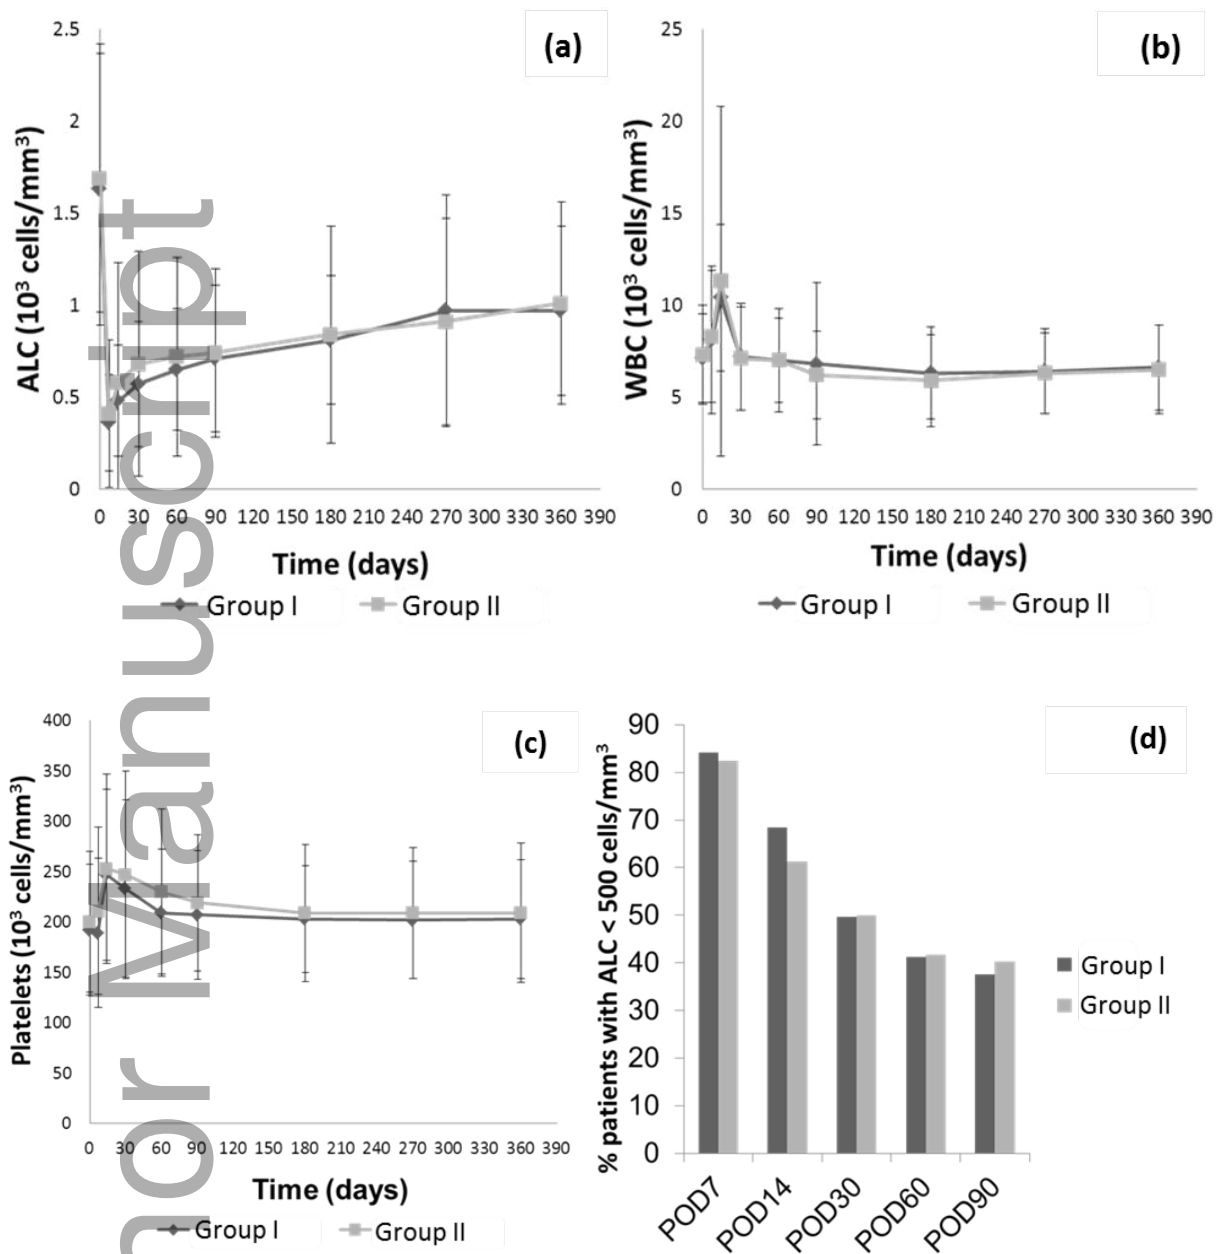 (a)
2.5
2
1.5
1
0.5
0
ALC (10³ cells/mm³)
0 30 60 90 120 150 180 210 240 270 300 330 360 390
Time (days)
Group I
Group II
(b)
25
20
15
10
5
0
WBC (10³ cells/mm³)
0 30 60 90 120 150 180 210 240 270 300 330 360 390
Time (days)
Group I
Group II
(c)
400
350
300
250
200
150
100
50
0
Platelets (10³ cells/mm³)
0 30 60 90 120 150 180 210 240 270 300 330 360 390
Time (days)
Group I
Group II
(d)
90
80
70
60
50
40
30
20
10
0
% patients with ALC < 500 cells/mm³
POD7 POD14 POD30 POD60 POD90
Group I
Group II
nor Manuscript